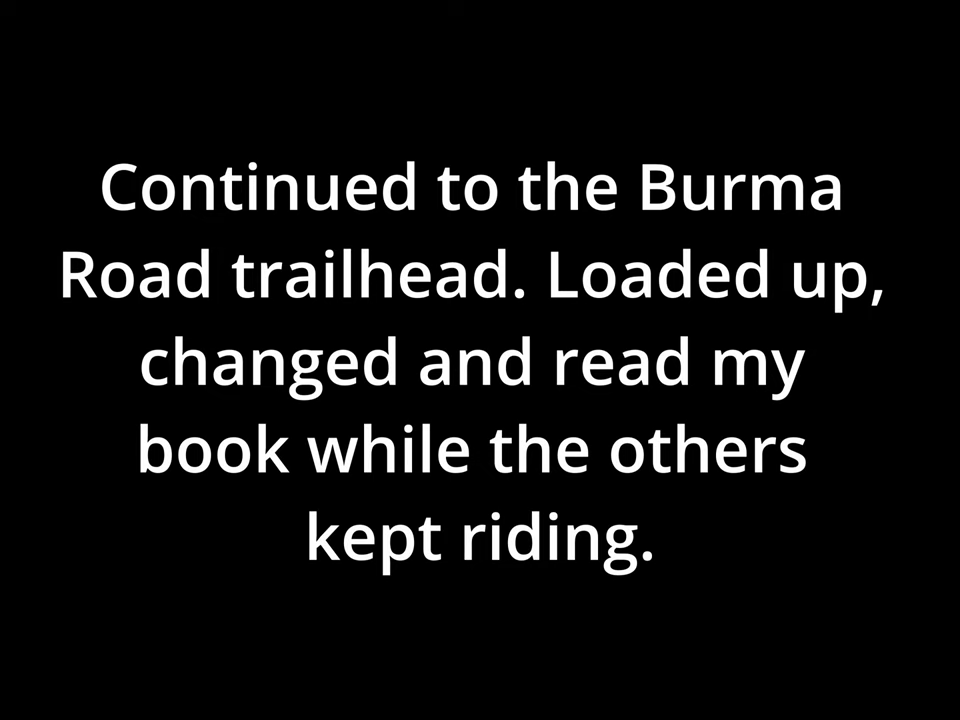 Continued to the Burma
Road trailhead. Loaded up,
changed and read my
book while the others
kept riding.